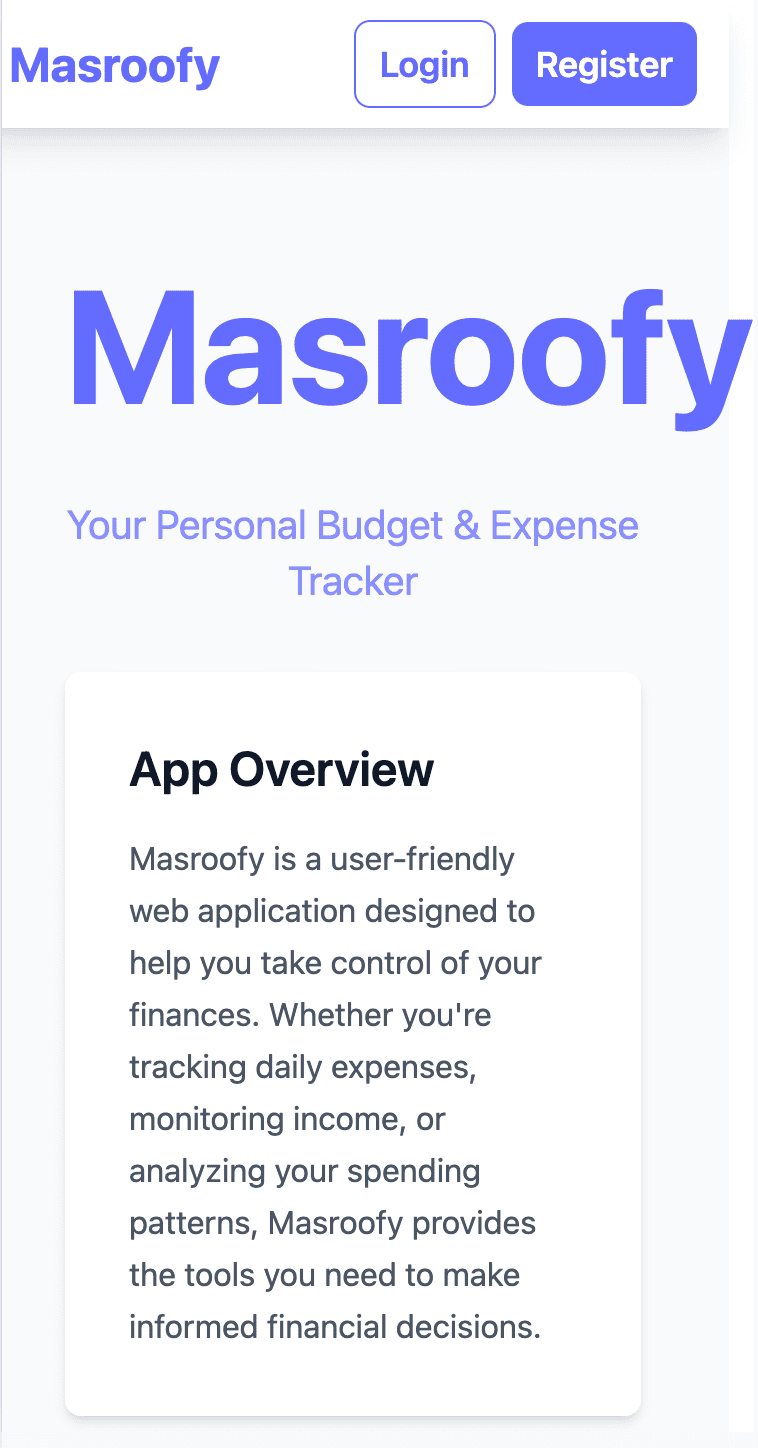 Masroofy
Login
Register
Masroofy
Your Personal Budget & Expense
Tracker
App Overview
Masroofy is a user-friendly
web application designed to
help you take control of your
finances. Whether you're
tracking daily expenses,
monitoring income, or
analyzing your spending
patterns, Masroofy provides
the tools you need to make
informed financial decisions.